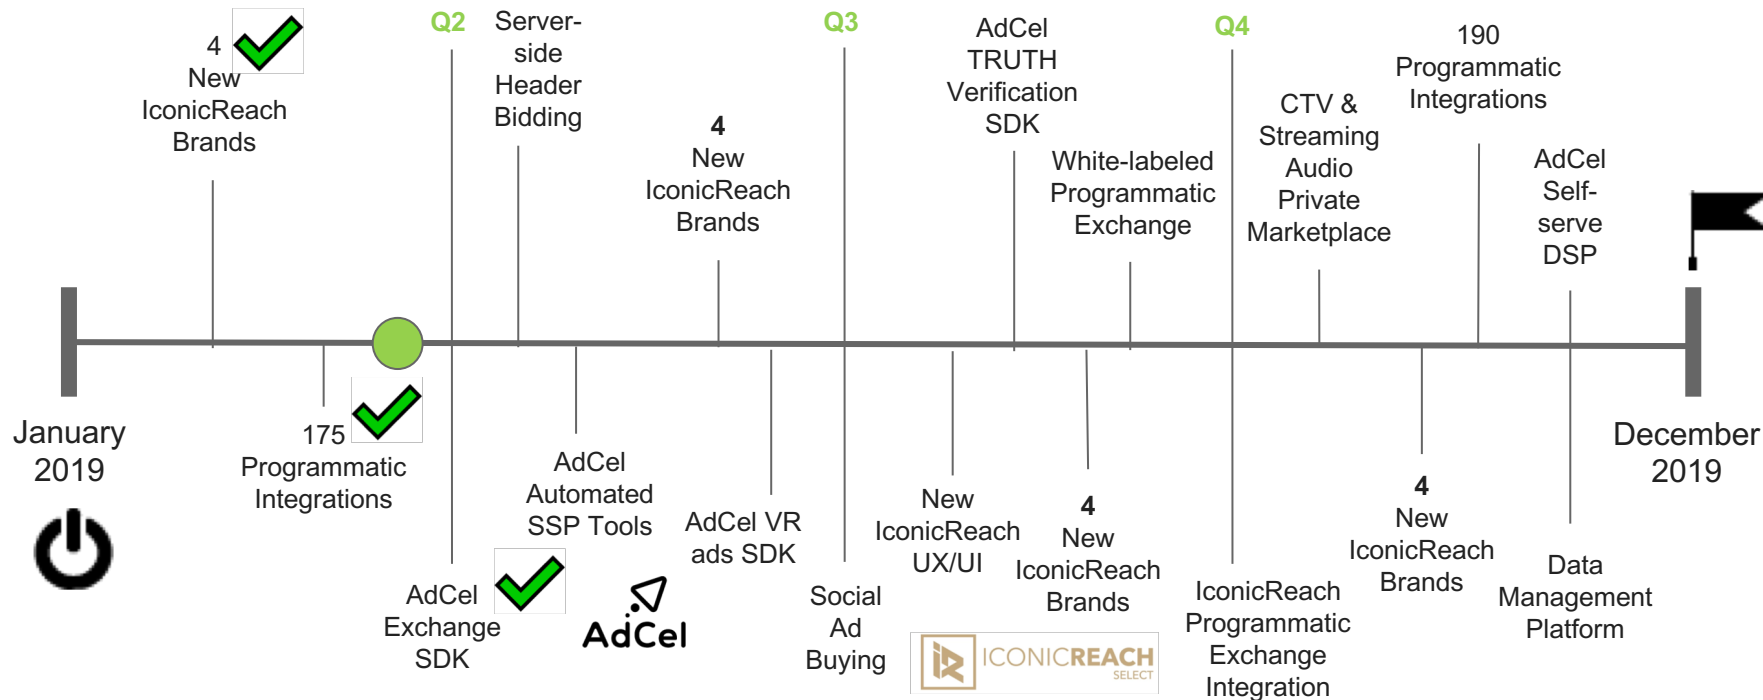 4
New
IconicReach
Brands
Q2
Server-
side
Header
Bidding
4
New
IconicReach
Brands
Q3
AdCel
TRUTH
Verification
SDK
White-labeled
Programmatic
Exchange
Q4
CTV &
Streaming
Audio
Private
Marketplace
190
Programmatic
Integrations
AdCel
Self-
serve
DSP
January
2019
175
Programmatic
Integrations
AdCel
Exchange
SDK
AdCel
Automated
SSP Tools
AdCel
AdCel VR
ads SDK
Social
Ad
Buying
New
IconicReach
UX/UI
4
New
IconicReach
Brands
ICONICREACH
SELECT
IconicReach
Programmatic
Exchange
Integration
4
New
IconicReach
Brands
Data
Management
Platform
December
2019